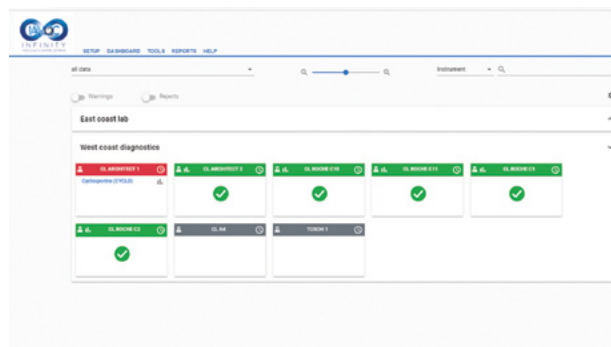 INFINITY
SETUP DASHBOARD TOOLS REPORTS HELP
all data
Instrument
Warnings
Rejects
East coast lab
West coast diagnostics
CL ARCHITECT 1
CL ARCHITECT 2
CL ROCHE C10
CL ROCHE C11
CL ROCHE C1
Cyclosporine (CYCLO)
CL ROCHE C2
CL A4
TOSOH 1